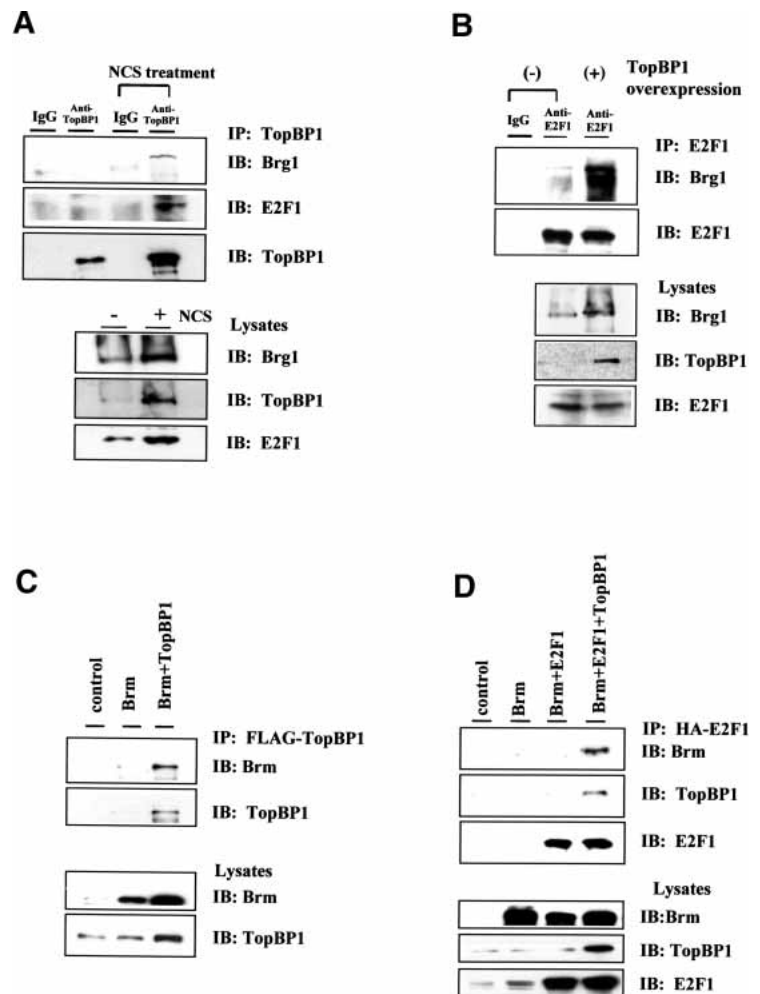 A
NCS treatment
IgG
Anti-
TopBP1
IgG
Anti-
TopBP1
IP: TopBP1
IB: Brg1
IB: E2F1
IB: TopBP1
- + NCS
Lysates
IB: Brg1
IB: TopBP1
IB: E2F1
B
(-) (+) TopBP1
overexpression
IgG
Anti-
E2F1
Anti-
E2F1
IP: E2F1
IB: Brg1
IB: E2F1
Lysates
IB: Brg1
IB: TopBP1
IB: E2F1
C
control
Brm
Brm+TopBP1
IP: FLAG-TopBP1
IB: Brm
IB: TopBP1
Lysates
IB: Brm
IB: TopBP1
D
control
Brm
Brm+E2F1
Brm+E2F1+TopBP1
IP: HA-E2F1
IB: Brm
IB: TopBP1
IB: E2F1
Lysates
IB:Brm
IB: TopBP1
IB: E2F1